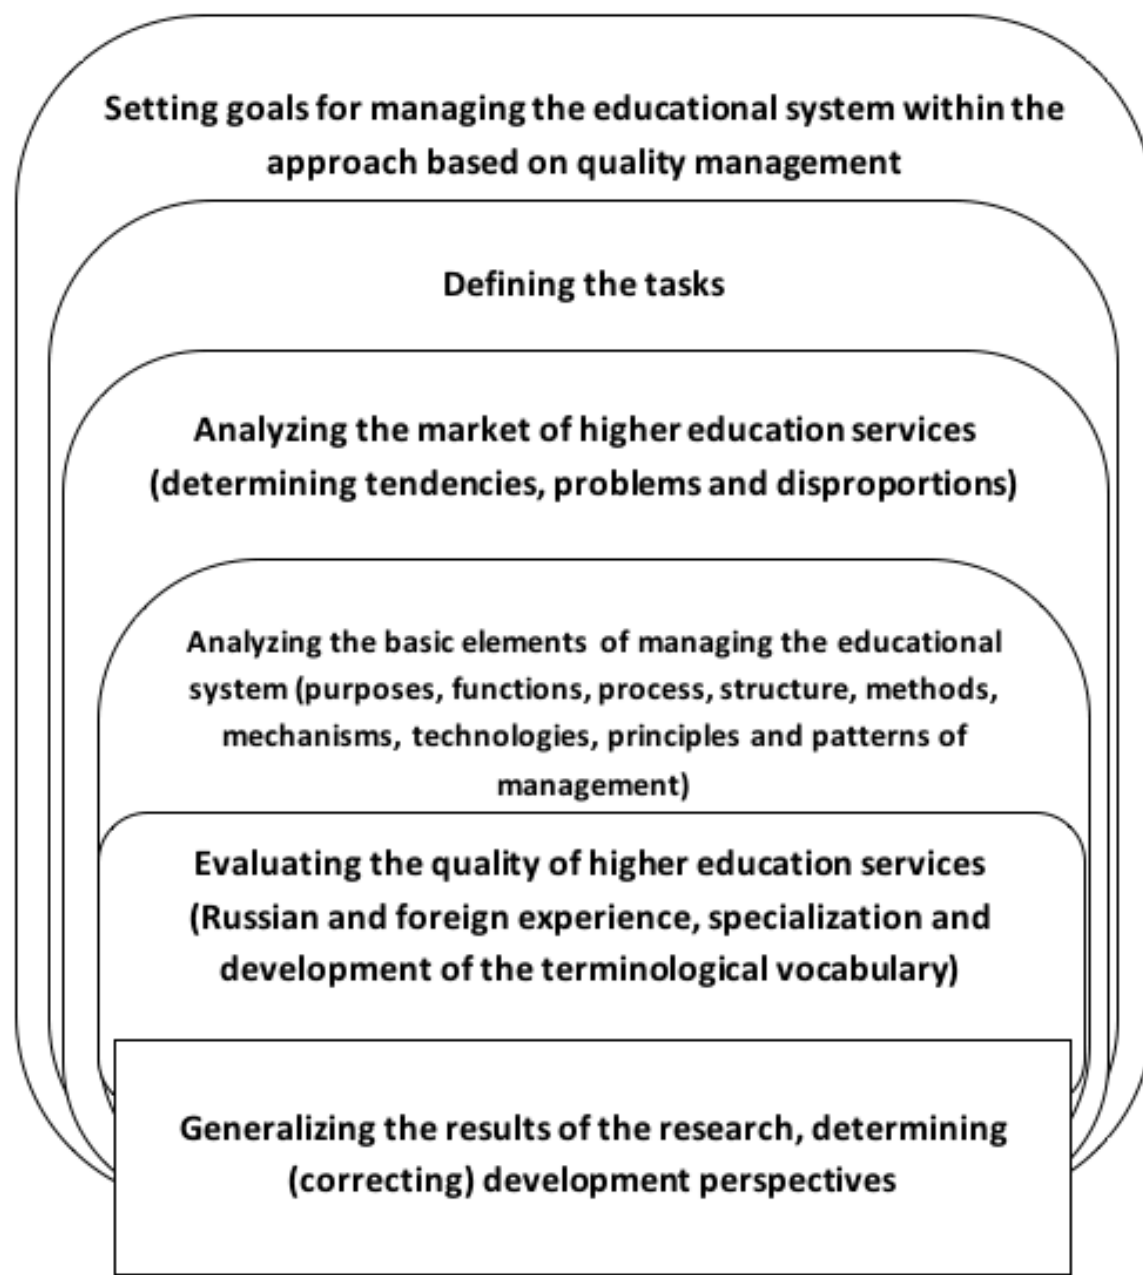 Setting goals for managing the educational system within the
approach based on quality management
Defining the tasks
Analyzing the market of higher education services
(determining tendencies, problems and disproportions)
Analyzing the basic elements of managing the educational
system (purposes, functions, process, structure, methods,
mechanisms, technologies, principles and patterns of
management)
Evaluating the quality of higher education services
(Russian and foreign experience, specialization and
development of the terminological vocabulary)
Generalizing the results of the research, determining
(correcting) development perspectives